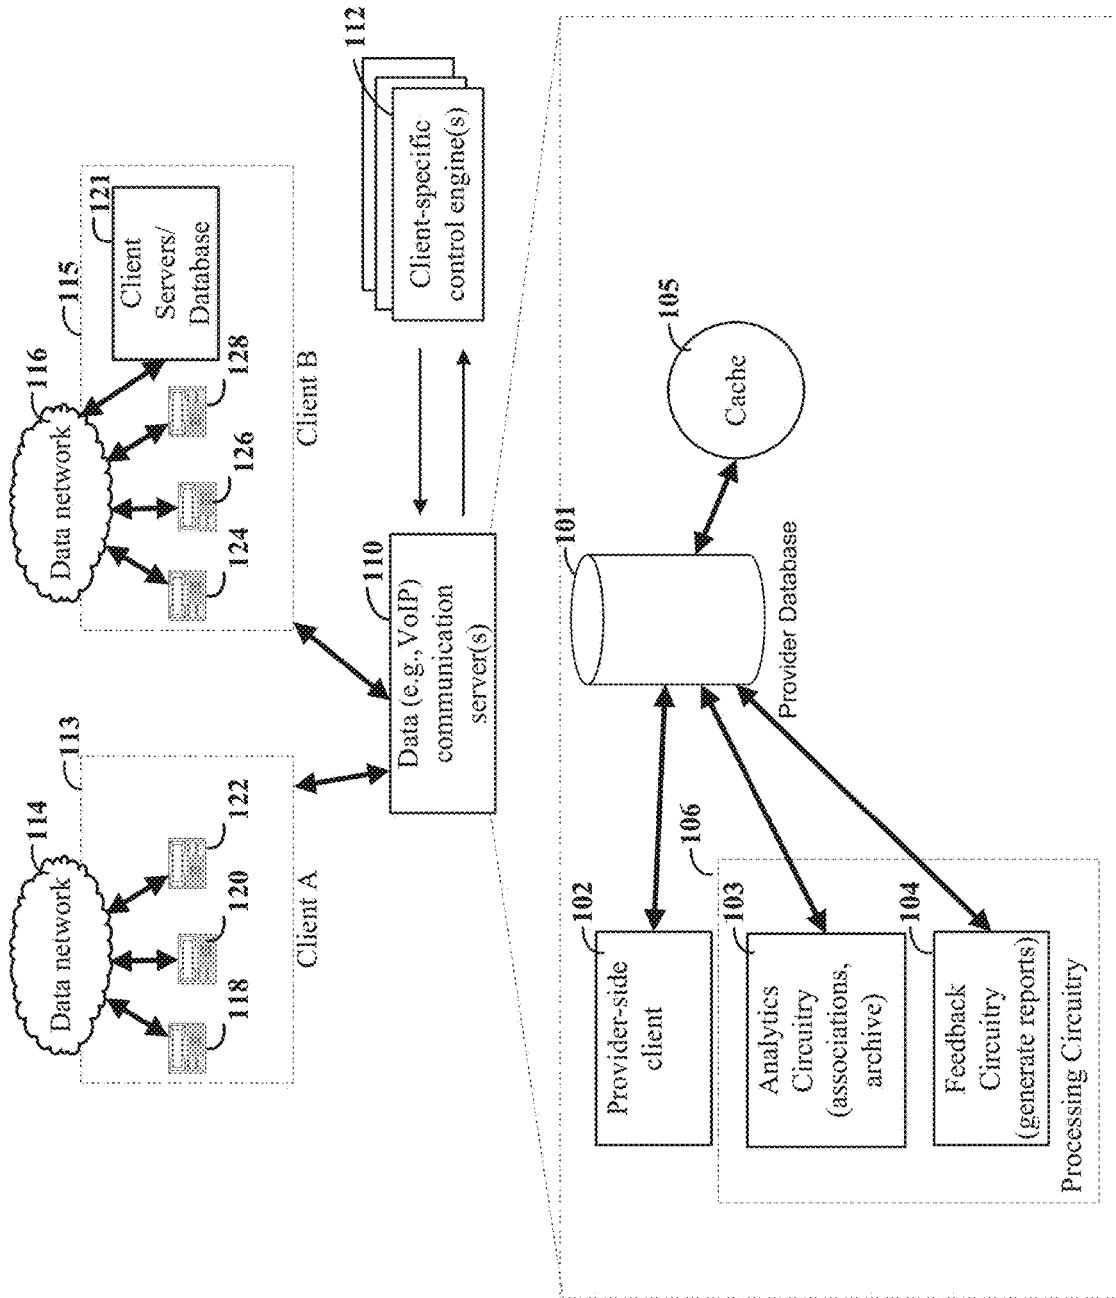 113
114
Data network
122
120
118
Client A
115
116
Data network
121
Client
Servers/
Database
128
126
124
Client B
110
Data (e.g., VoIP)
communication
server(s)
112
Client-specific
control engine(s)
101
Provider Database
105
Cache
102
Provider-side
client
106
103
Analytics
Circuitry
(associations,
archive)
104
Feedback
Circuitry
(generate reports)
Processing Circuitry